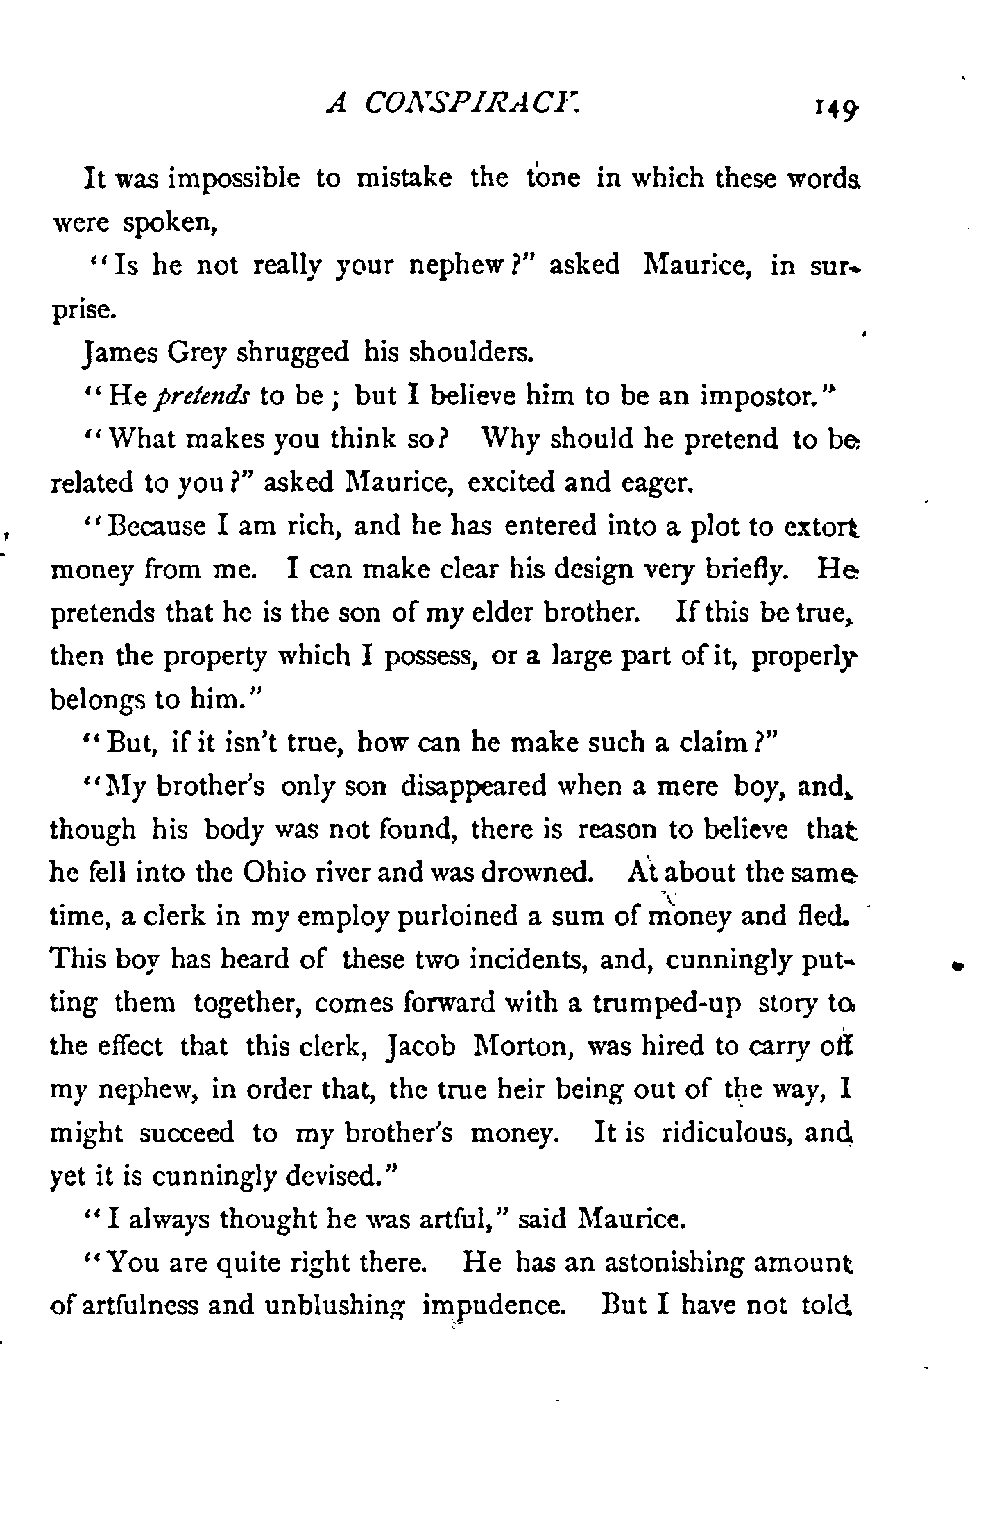 A CONSPIRACY. 149
It was impossible to mistake the tone in which these words
were spoken,
"Is he not really your nephew?" asked Maurice, in sur-
prise.
James Grey shrugged his shoulders.
"He pretends to be; but I believe him to be an impostor."
"What makes you think so? Why should he pretend to be
related to you?" asked Maurice, excited and eager.
"Because I am rich, and he has entered into a plot to extort
money from me. I can make clear his design very briefly. He
pretends that he is the son of my elder brother. If this be true,
then the property which I possess, or a large part of it, properly
belongs to him."
"But, if it isn't true, how can he make such a claim?"
"My brother's only son disappeared when a mere boy, and,
though his body was not found, there is reason to believe that
he fell into the Ohio river and was drowned. At about the same
time, a clerk in my employ purloined a sum of money and fled.
This boy has heard of these two incidents, and, cunningly put-
ting them together, comes forward with a trumped-up story to
the effect that this clerk, Jacob Morton, was hired to carry off
my nephew, in order that, the true heir being out of the way, I
might succeed to my brother's money. It is ridiculous, and
yet it is cunningly devised."
"I always thought he was artful," said Maurice.
"You are quite right there. He has an astonishing amount
of artfulness and unblushing impudence. But I have not told